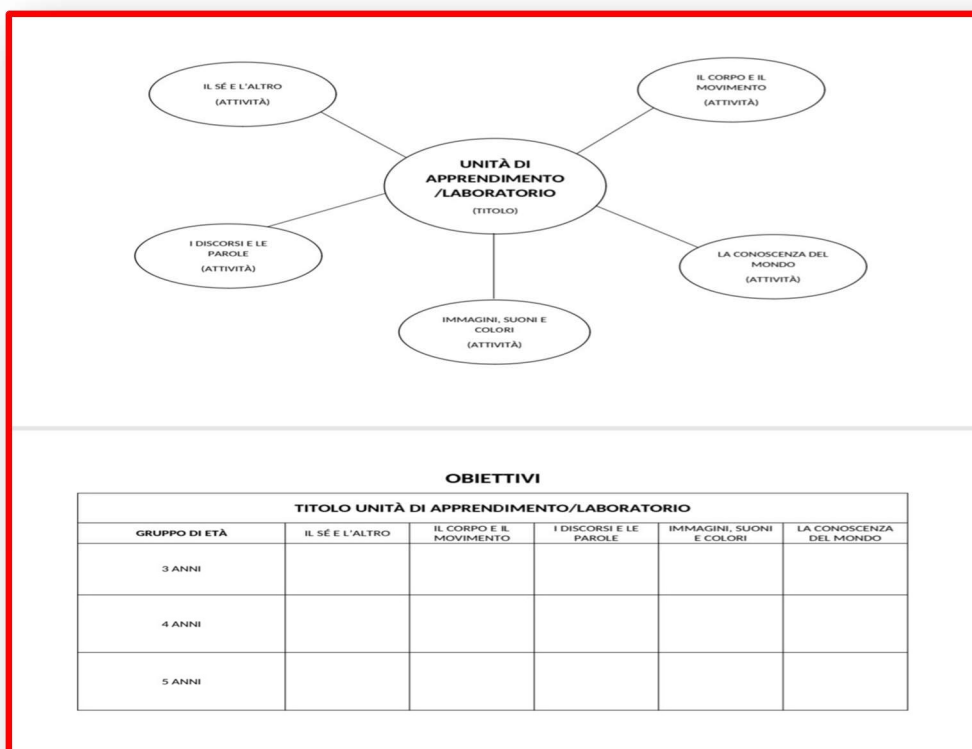 IL SÉ E L'ALTRO
(ATTIVITÀ)
IL CORPO E IL
MOVIMENTO
(ATTIVITÀ)
UNITÀ DI
APPRENDIMENTO
/LABORATORIO
(TITOLO)
I DISCORSI E LE
PAROLE
(ATTIVITÀ)
LA CONOSCENZA DEL
MONDO
(ATTIVITÀ)
IMMAGINI, SUONI E
COLORI
(ATTIVITÀ)
OBIETTIVI
TITOLO UNITÀ DI APPRENDIMENTO/LABORATORIO
GRUPPO DI ETÀ
IL SÉ E L'ALTRO
IL CORPO E IL
MOVIMENTO
I DISCORSI E LE
PAROLE
IMMAGINI, SUONI
E COLORI
LA CONOSCENZA
DEL MONDO
3 ANNI
4 ANNI
5 ANNI